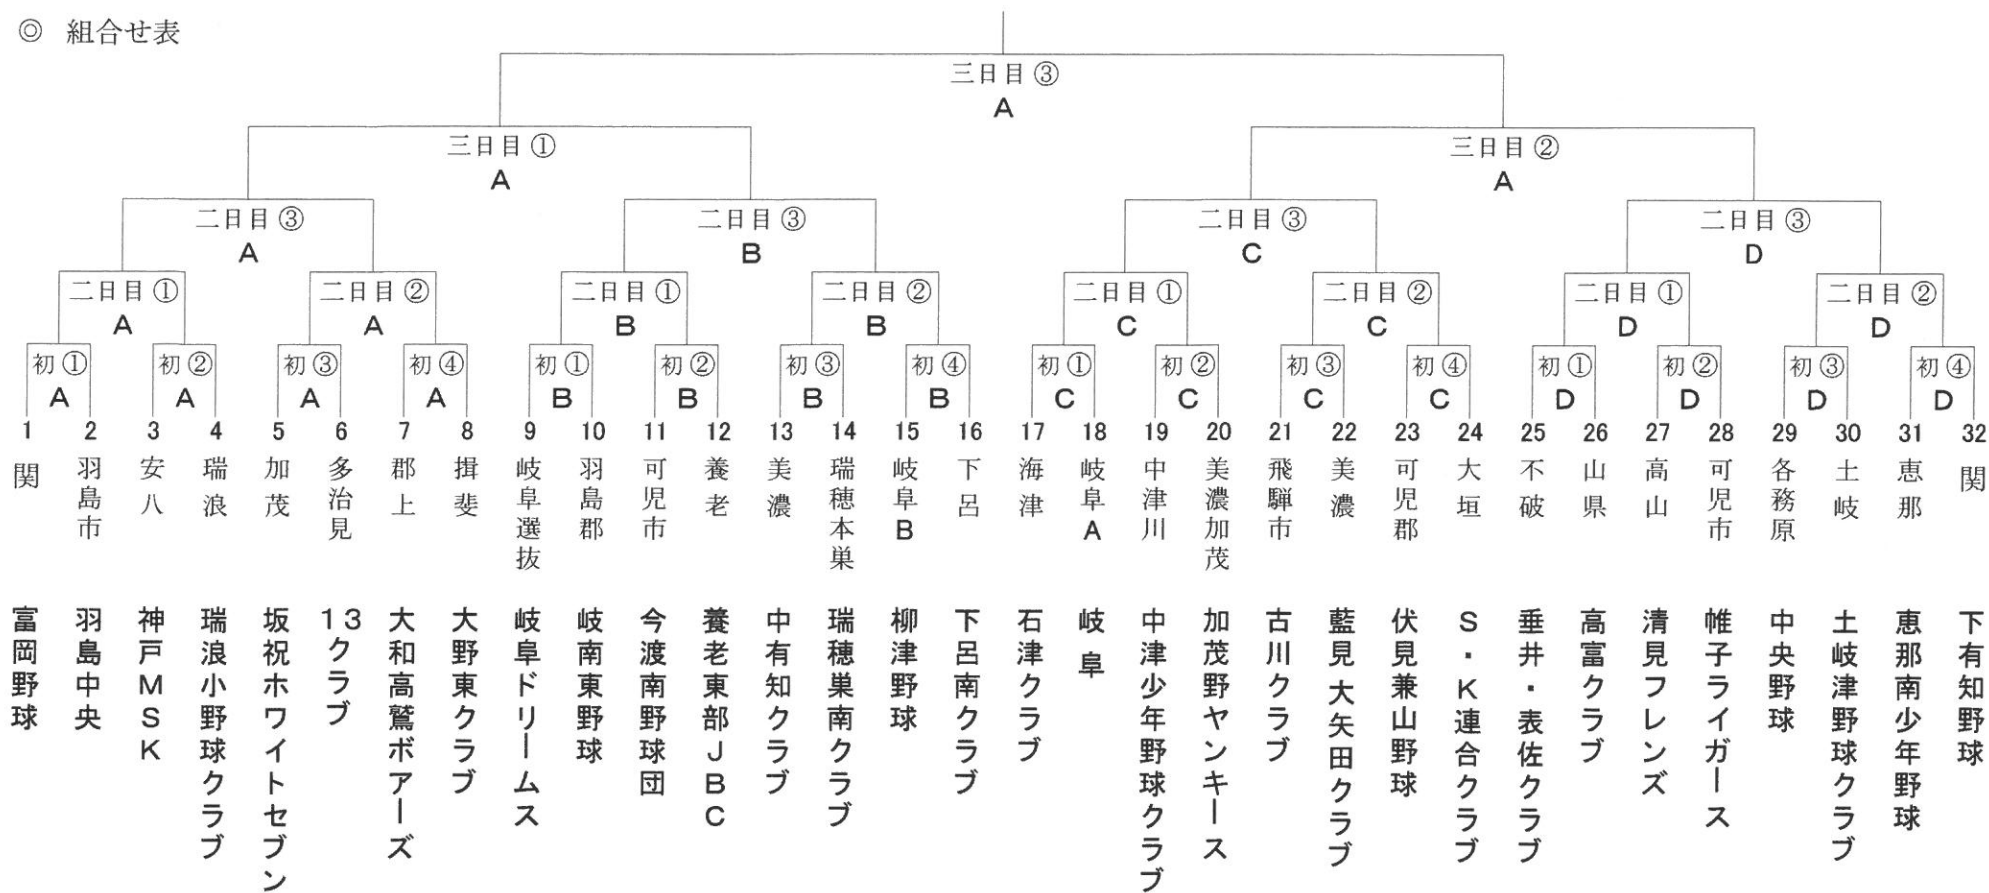 ◎ 組合せ表
三日目③
A
三日目①
A
三日目②
A
二日目③
A
二日目③
B
二日目③
C
二日目③
D
二日目①
A
二日目②
A
二日目①
B
二日目②
B
二日目①
C
二日目②
C
二日目①
D
二日目②
D
初①
A
初②
A
初③
A
初④
A
初①
B
初②
B
初③
B
初④
B
初①
C
初②
C
初③
C
初④
C
初①
D
初②
D
初③
D
初④
D
1 2 3 4 5 6 7 8 9 10 11 12 13 14 15 16 17 18 19 20 21 22 23 24 25 26 27 28 29 30 31 32
関
羽島市
安八
瑞浪
加茂
多治見
郡上
揖斐
岐阜選抜
羽島郡
可児市
養老
美濃
瑞穂本巣
岐阜B
下呂
海津
岐阜A
中津川
美濃加茂
飛騨市
美濃
可児郡
大垣
不破
山県
高山
可児市
各務原
土岐
恵那
関
富岡野球
羽島中央
神戸MSK
瑞浪小野球クラブ
坂祝ホワイトセブン
13クラブ
大和高鷲ボアーズ
大野東クラブ
岐阜ドリームス
岐南東野球
今渡南野球団
養老東部JBC
中有知クラブ
瑞穂巣南クラブ
柳津野球
下呂南クラブ
石津クラブ
岐阜
中津少年野球クラブ
加茂野ヤンキース
古川クラブ
藍見大矢田クラブ
伏見兼山野球
S・K連合クラブ
垂井・表佐クラブ
高富クラブ
清見フレンズ
帷子ライガース
中央野球
土岐津野球クラブ
恵那南少年野球
下有知野球